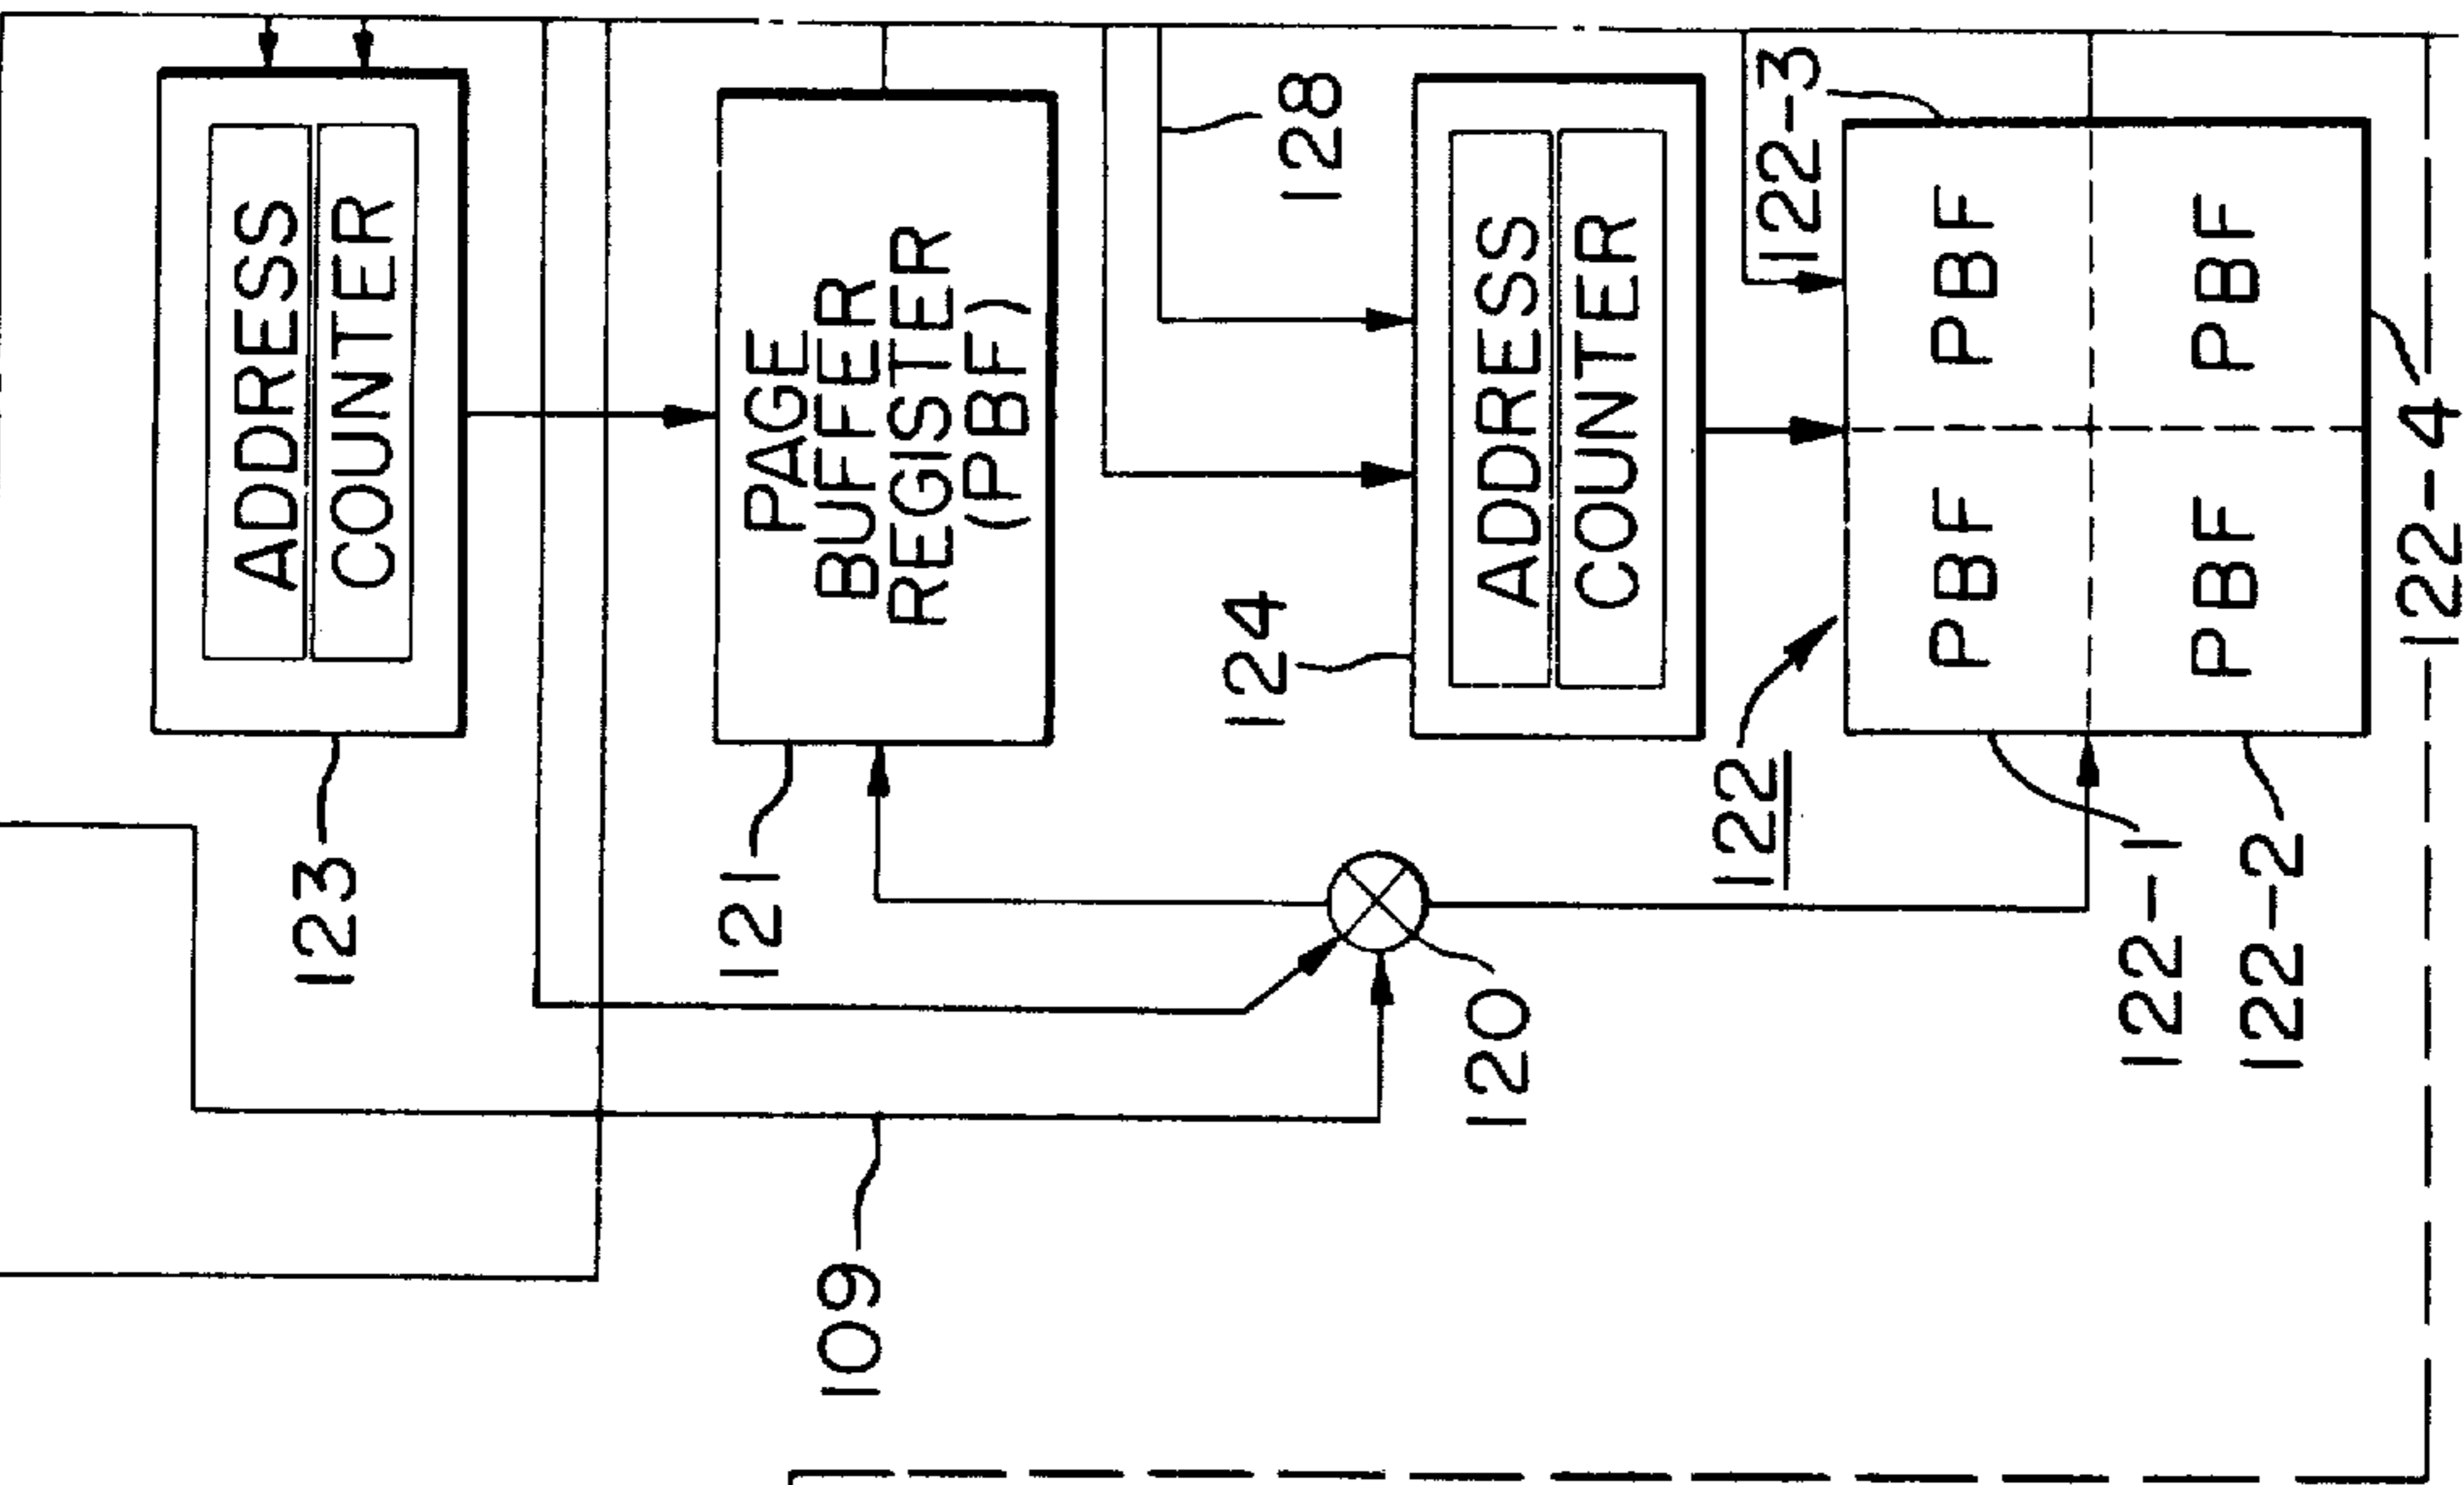 ADDRESS
COUNTER
123
PAGE
BUFFER
REGISTER
(PBF)
121
128
109
124
ADDRESS
COUNTER
120
122
122-3
PBF PBF
PBF PBF
122-1
122-2
122-4